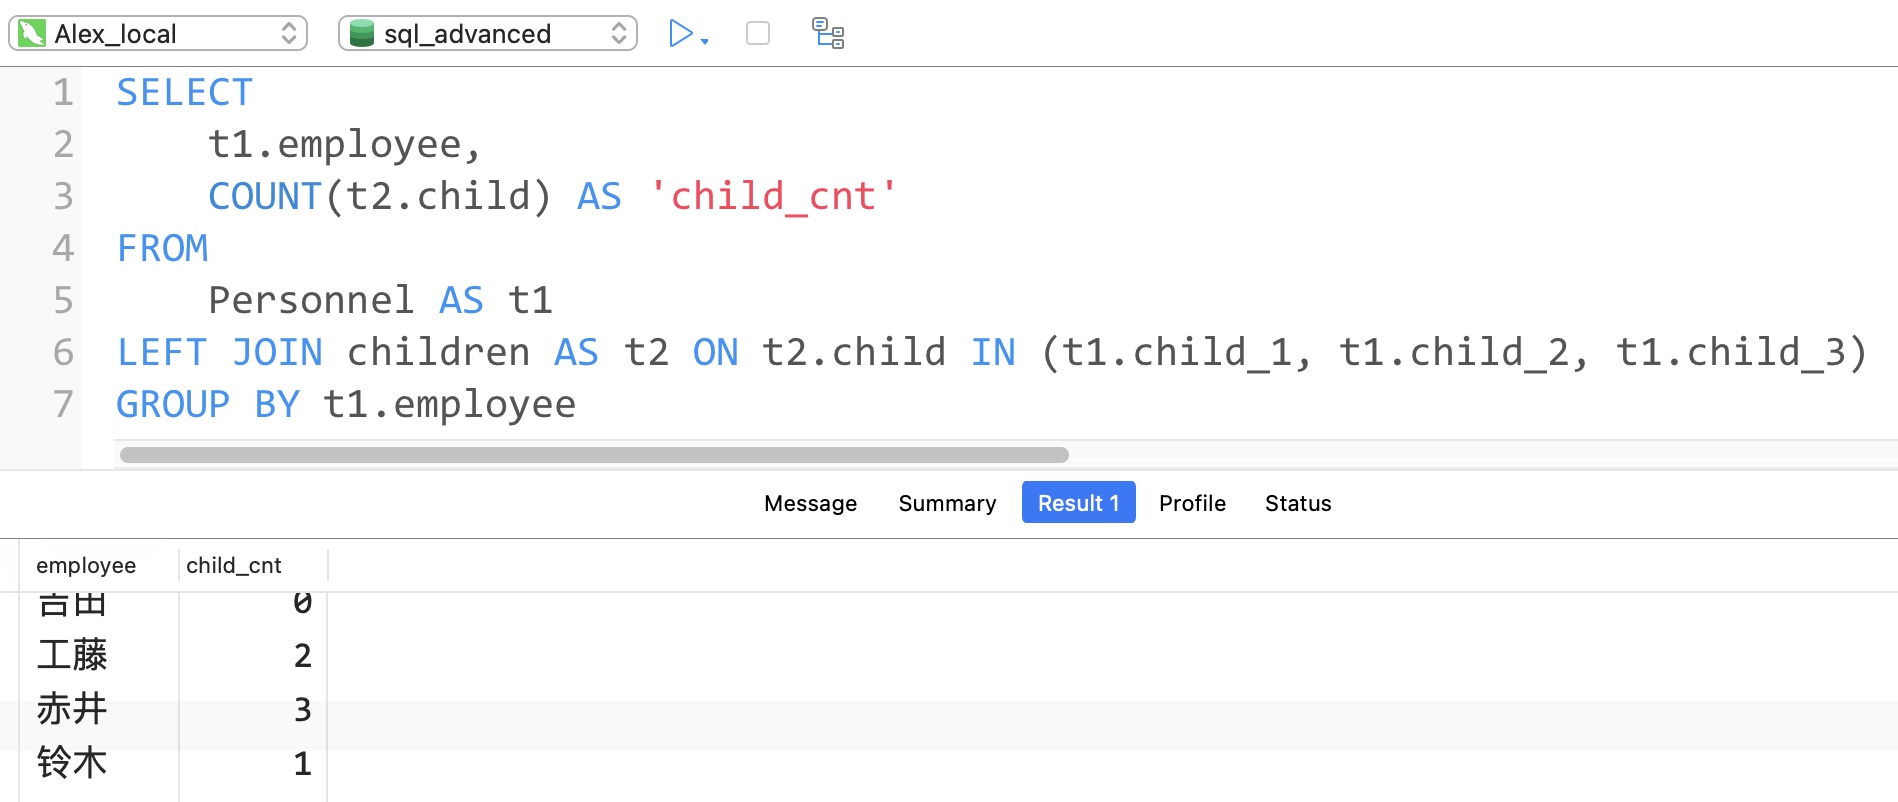 Alex_local sql_advanced
1 SELECT
2 t1.employee,
3 COUNT(t2.child) AS 'child_cnt'
4 FROM
5 Personnel AS t1
6 LEFT JOIN children AS t2 ON t2.child IN (t1.child_1, t1.child_2, t1.child_3)
7 GROUP BY t1.employee
Message Summary Result 1 Profile Status
employee child_cnt
吉田 0
工藤 2
赤井 3
铃木 1